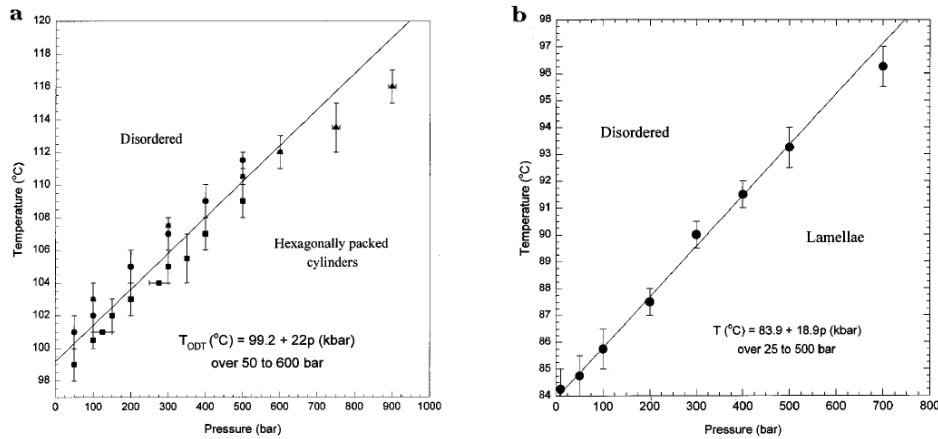 a
120
118
116
114
112
110
108
106
104
102
100
98
Temperature (°C)
Disordered
Hexagonally packed
cylinders
T_ODT (°C) = 99.2 + 22p (kbar)
over 50 to 600 bar
0 100 200 300 400 500 600 700 800 900 1000
Pressure (bar)
b
98
97
96
95
94
93
92
91
90
89
88
87
86
85
84
Temperature (°C)
Disordered
Lamellae
T (°C) = 83.9 + 18.9p (kbar)
over 25 to 500 bar
100 200 300 400 500 600 700 800
Pressure (bar)